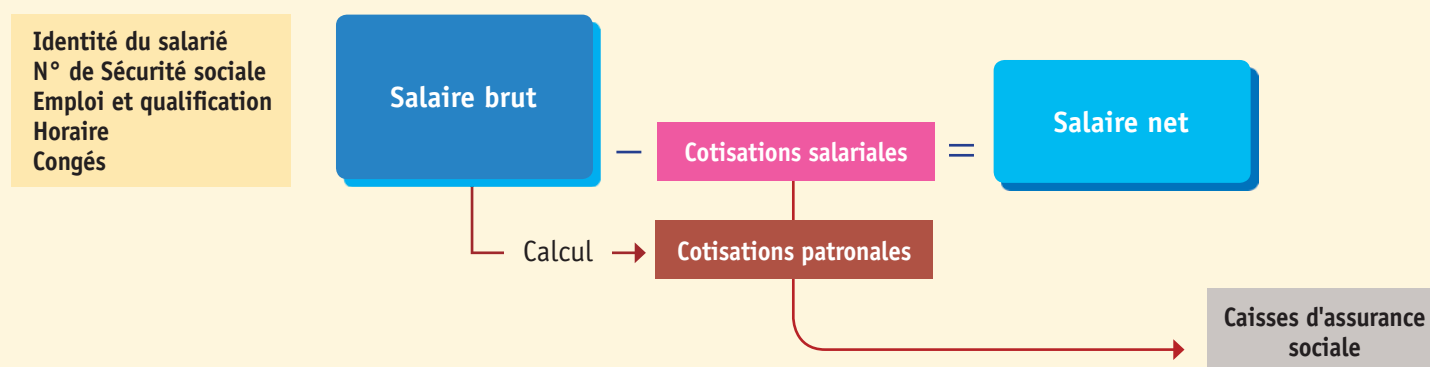 Identité du salarié
N° de Sécurité sociale
Emploi et qualification
Horaire
Congés
Salaire brut
–
Cotisations salariales
=
Salaire net
Calcul
Cotisations patronales
Caisses d'assurance
sociale